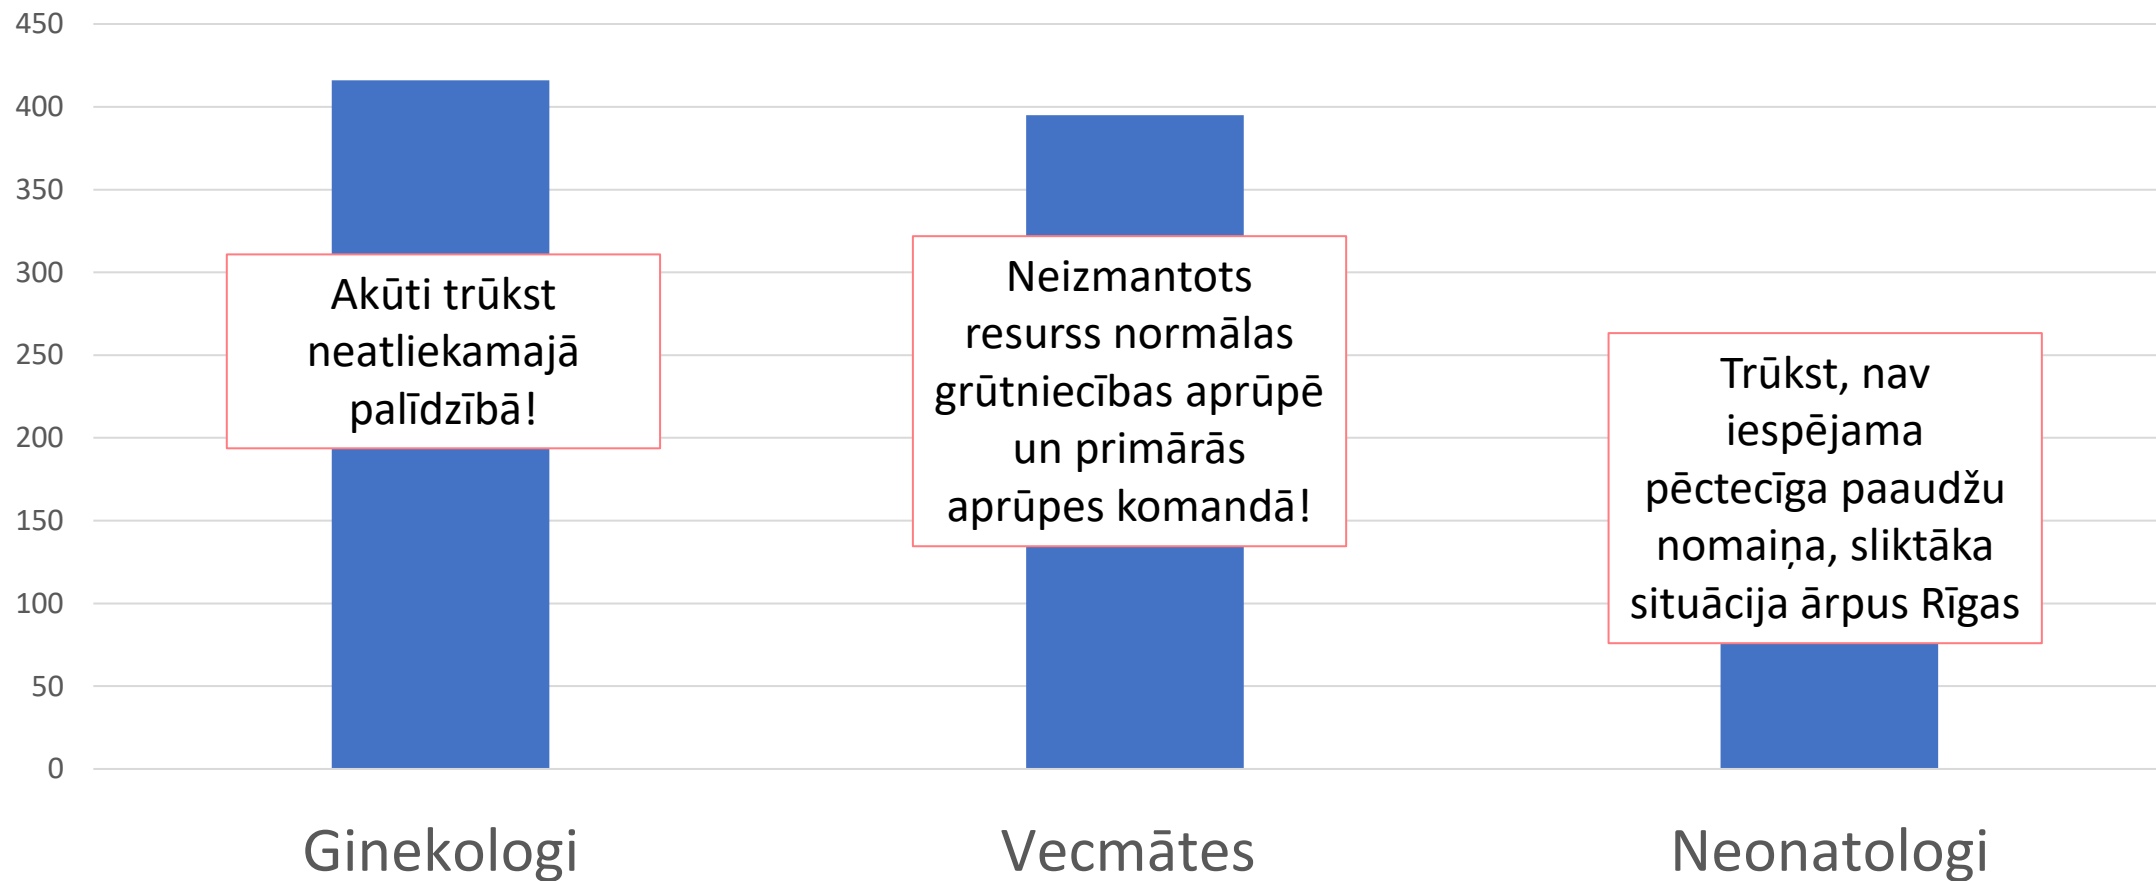 450
400
350
300
250
200
150
100
50
0
Akūti trūkst
neatliekamajā
palīdzībā!
Neizmantots
resurss normālas
grūtniecības aprūpē
un primārās
aprūpes komandā!
Trūkst, nav
iespējama
pēctecīga paaudžu
nomaiņa, sliktāka
situācija ārpus Rīgas
Ginekologi
Vecmātes
Neonatologi